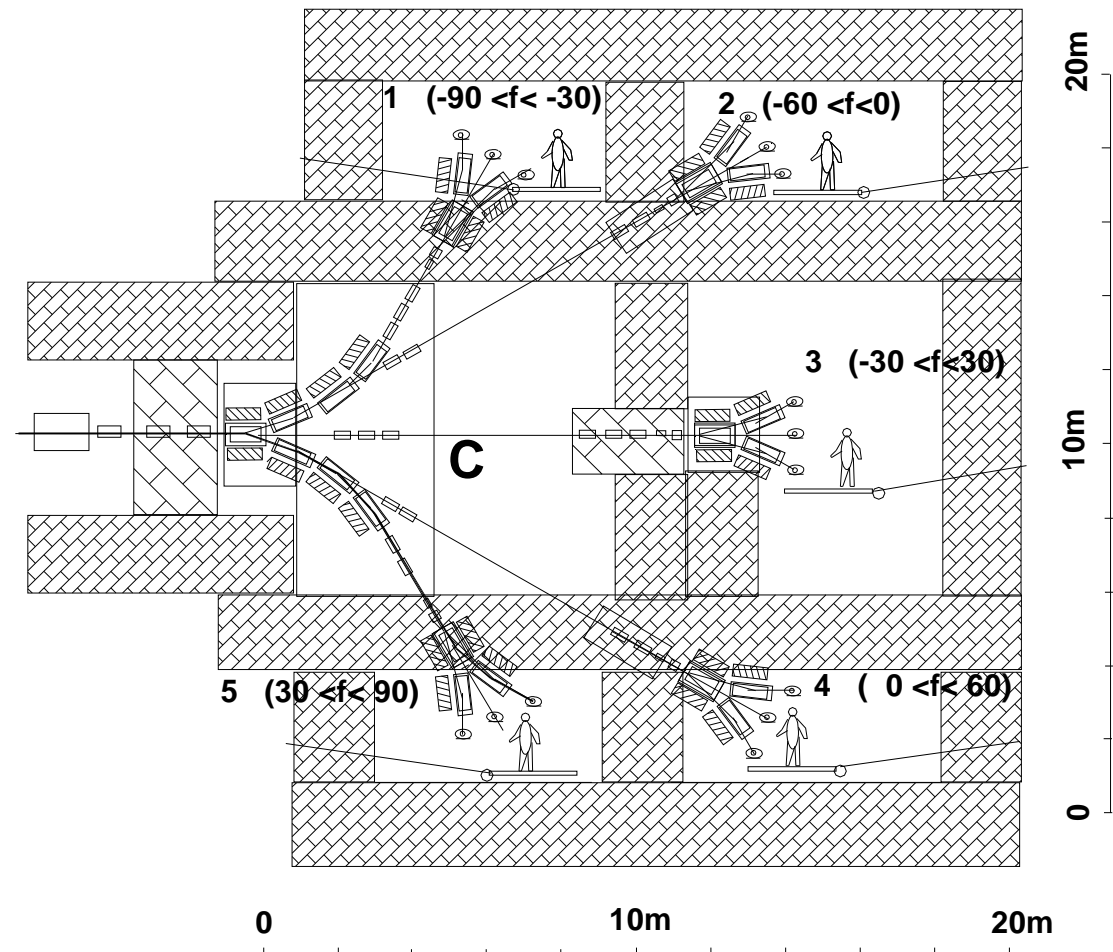 1 (-90 <f< -30)
2 (-60 <f<0)
20m
3 (-30 <f<30)
10m
C
5 (30 <f< 90)
4 ( 0 <f< 60)
0
0 10m 20m